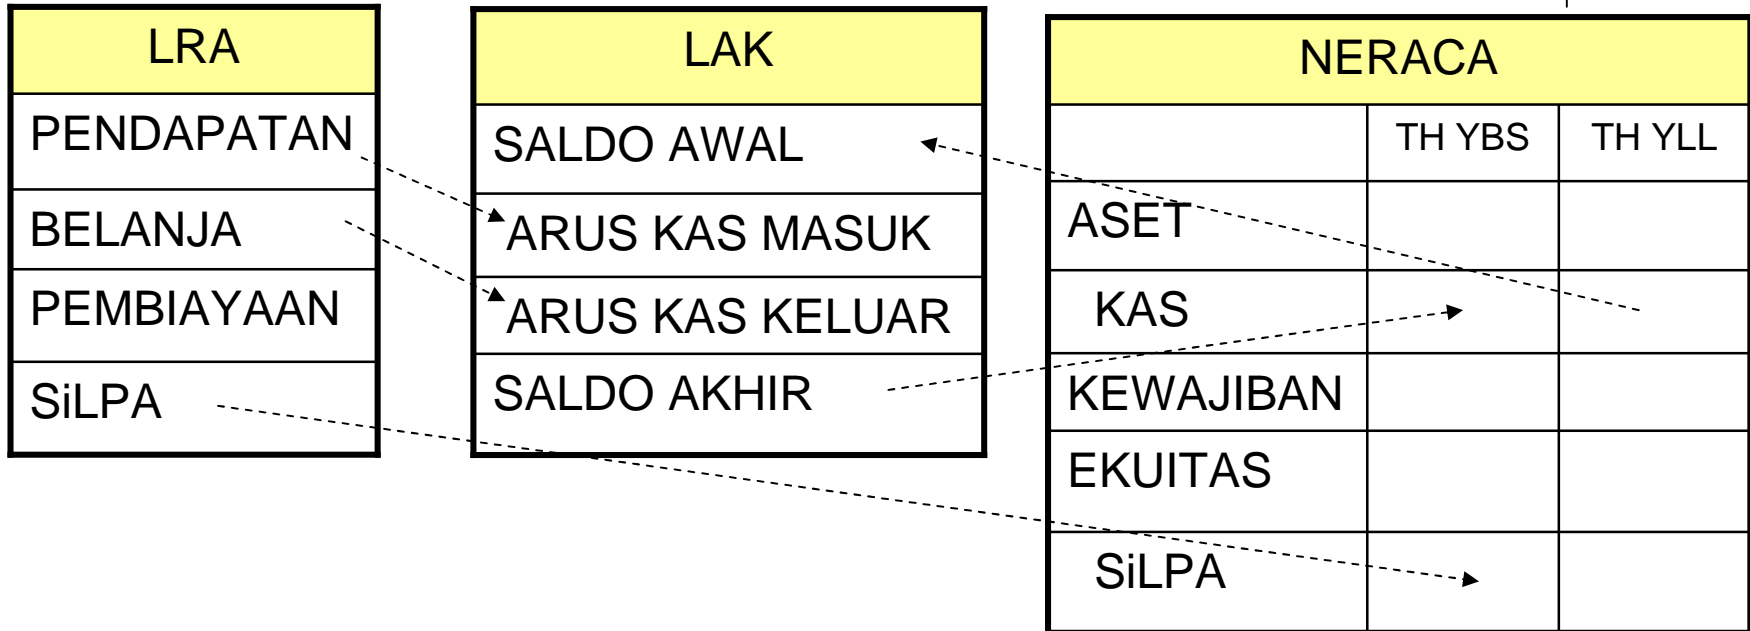 LRA
PENDAPATAN
BELANJA
PEMBIAYAAN
SiLPA
LAK
SALDO AWAL
ARUS KAS MASUK
ARUS KAS KELUAR
SALDO AKHIR
NERACA
TH YBS TH YLL
ASET
KAS
KEWAJIBAN
EKUITAS
SiLPA